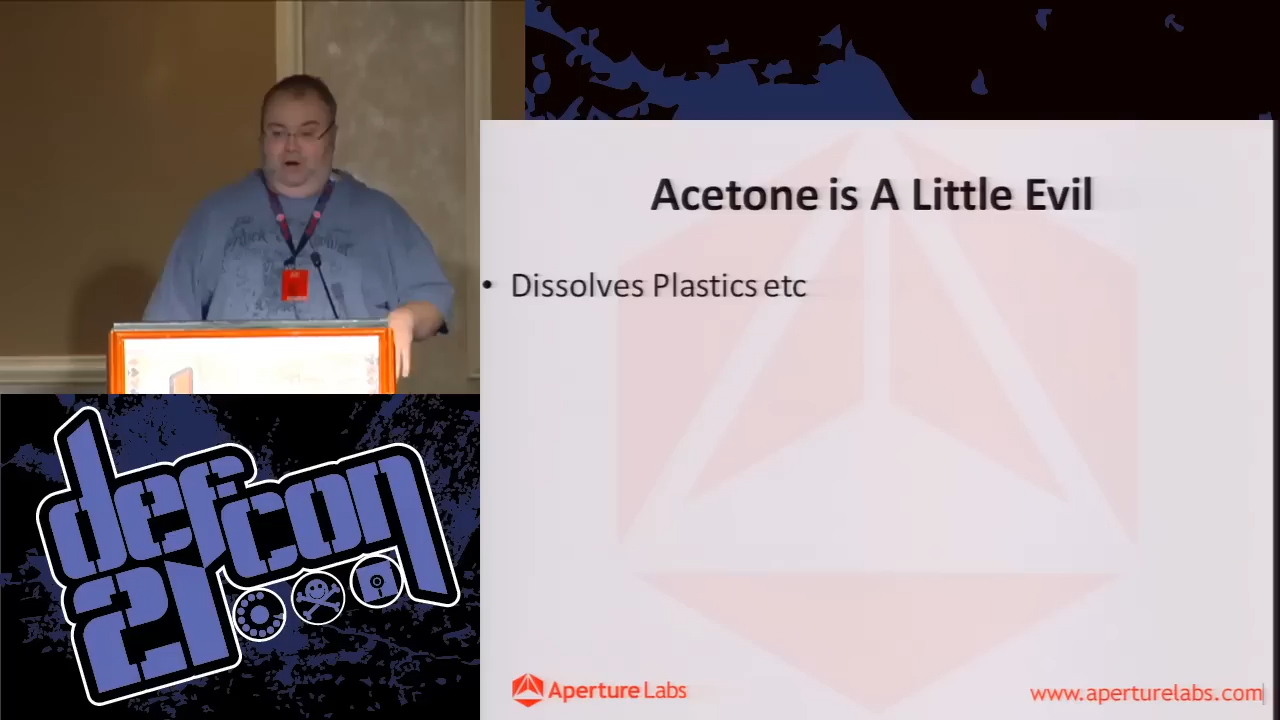 Acetone is A Little Evil
• Dissolves Plastics etc
defcon
21
Aperture Labs
www.aperturelabs.com